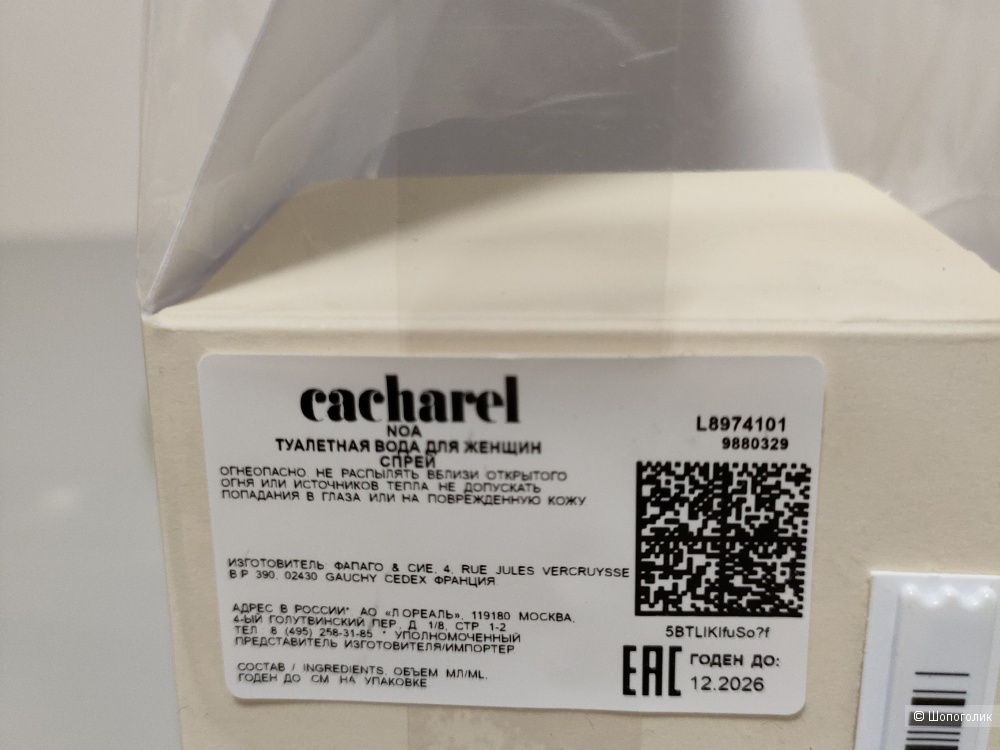 cacharel
NOA
ТУАЛЕТНАЯ ВОДА ДЛЯ ЖЕНЩИН
СПРЕЙ
ОГНЕОПАСНО НЕ РАСПЫЛЯТЬ ВБЛИЗИ ОТКРЫТОГО
ОГНЯ ИЛИ ИСТОЧНИКОВ ТЕПЛА НЕ ДОПУСКАТЬ
ПОПАДАНИЯ В ГЛАЗА ИЛИ НА ПОВРЕЖДЕННУЮ КОЖУ
L8974101
9880329
ИЗГОТОВИТЕЛЬ ФАПАГО & СИЕ, 4, RUE JULES VERCRUYSSE
B P 390, 02430 GAUCHY CEDEX ФРАНЦИЯ
АДРЕС В РОССИИ* АО «Л ОРЕАЛЬ», 119180 МОСКВА,
4-ЫЙ ГОЛУТВИНСКИЙ ПЕР, Д 1/8, СТР 1-2
ТЕЛ 8 (495) 258-31-85 * УПОЛНОМОЧЕННЫЙ
ПРЕДСТАВИТЕЛЬ ИЗГОТОВИТЕЛЯ/ИМПОРТЕР
СОСТАВ / INGREDIENTS, ОБЪЕМ МЛ/ML,
ГОДЕН ДО СМ НА УПАКОВКЕ
5BTLIKIfuSo?f
EAC
ГОДЕН ДО:
12.2026
© Шопоголик